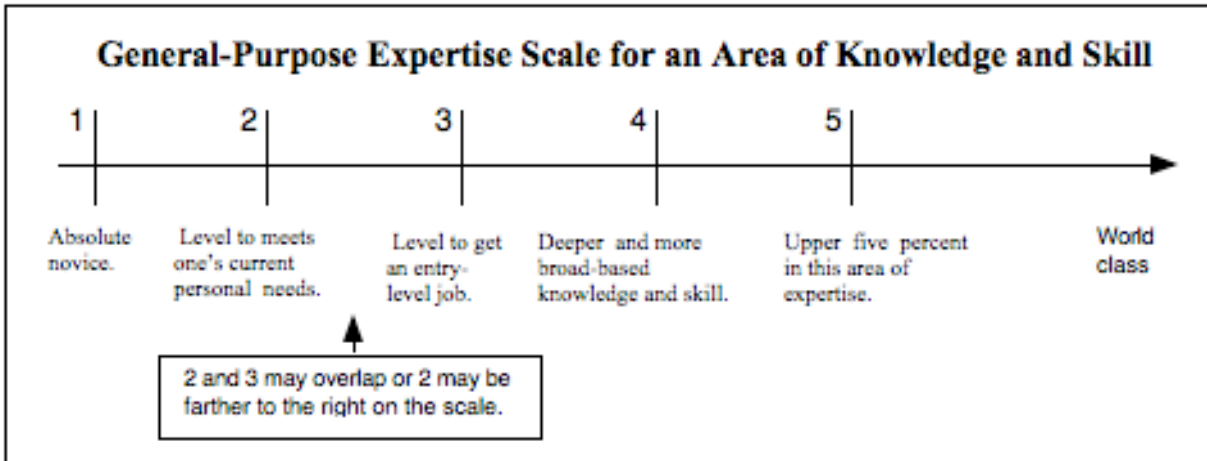 General-Purpose Expertise Scale for an Area of Knowledge and Skill
1 2 3 4 5
Absolute
novice.
Level to meets
one's current
personal needs.
Level to get
an entry-
level job.
Deeper and more
broad-based
knowledge and skill.
Upper five percent
in this area of
expertise.
World
class
2 and 3 may overlap or 2 may be
farther to the right on the scale.